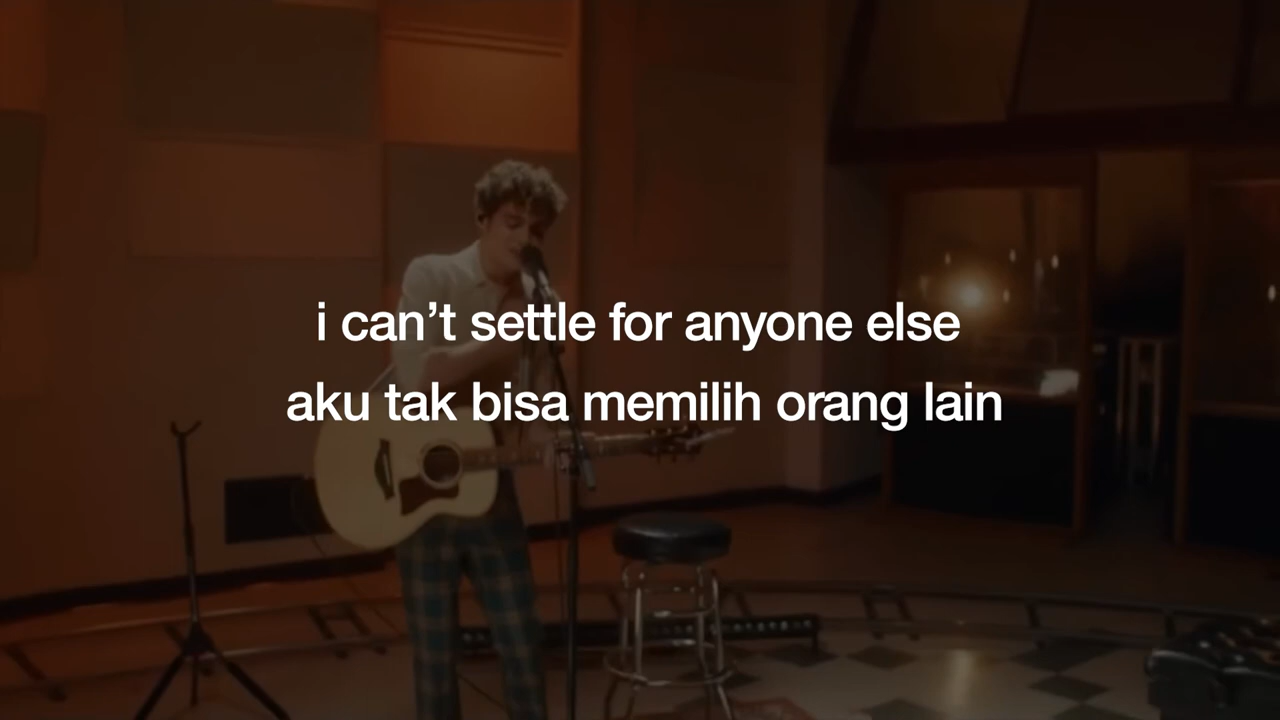 i can’t settle for anyone else
aku tak bisa memilih orang lain